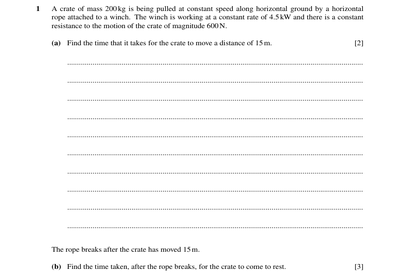 1 A crate of mass 200 kg is being pulled at constant speed along horizontal ground by a horizontal
rope attached to a winch. The winch is working at a constant rate of 4.5 kW and there is a constant
resistance to the motion of the crate of magnitude 600 N.
(a) Find the time that it takes for the crate to move a distance of 15 m. [2]
The rope breaks after the crate has moved 15 m.
(b) Find the time taken, after the rope breaks, for the crate to come to rest. [3]